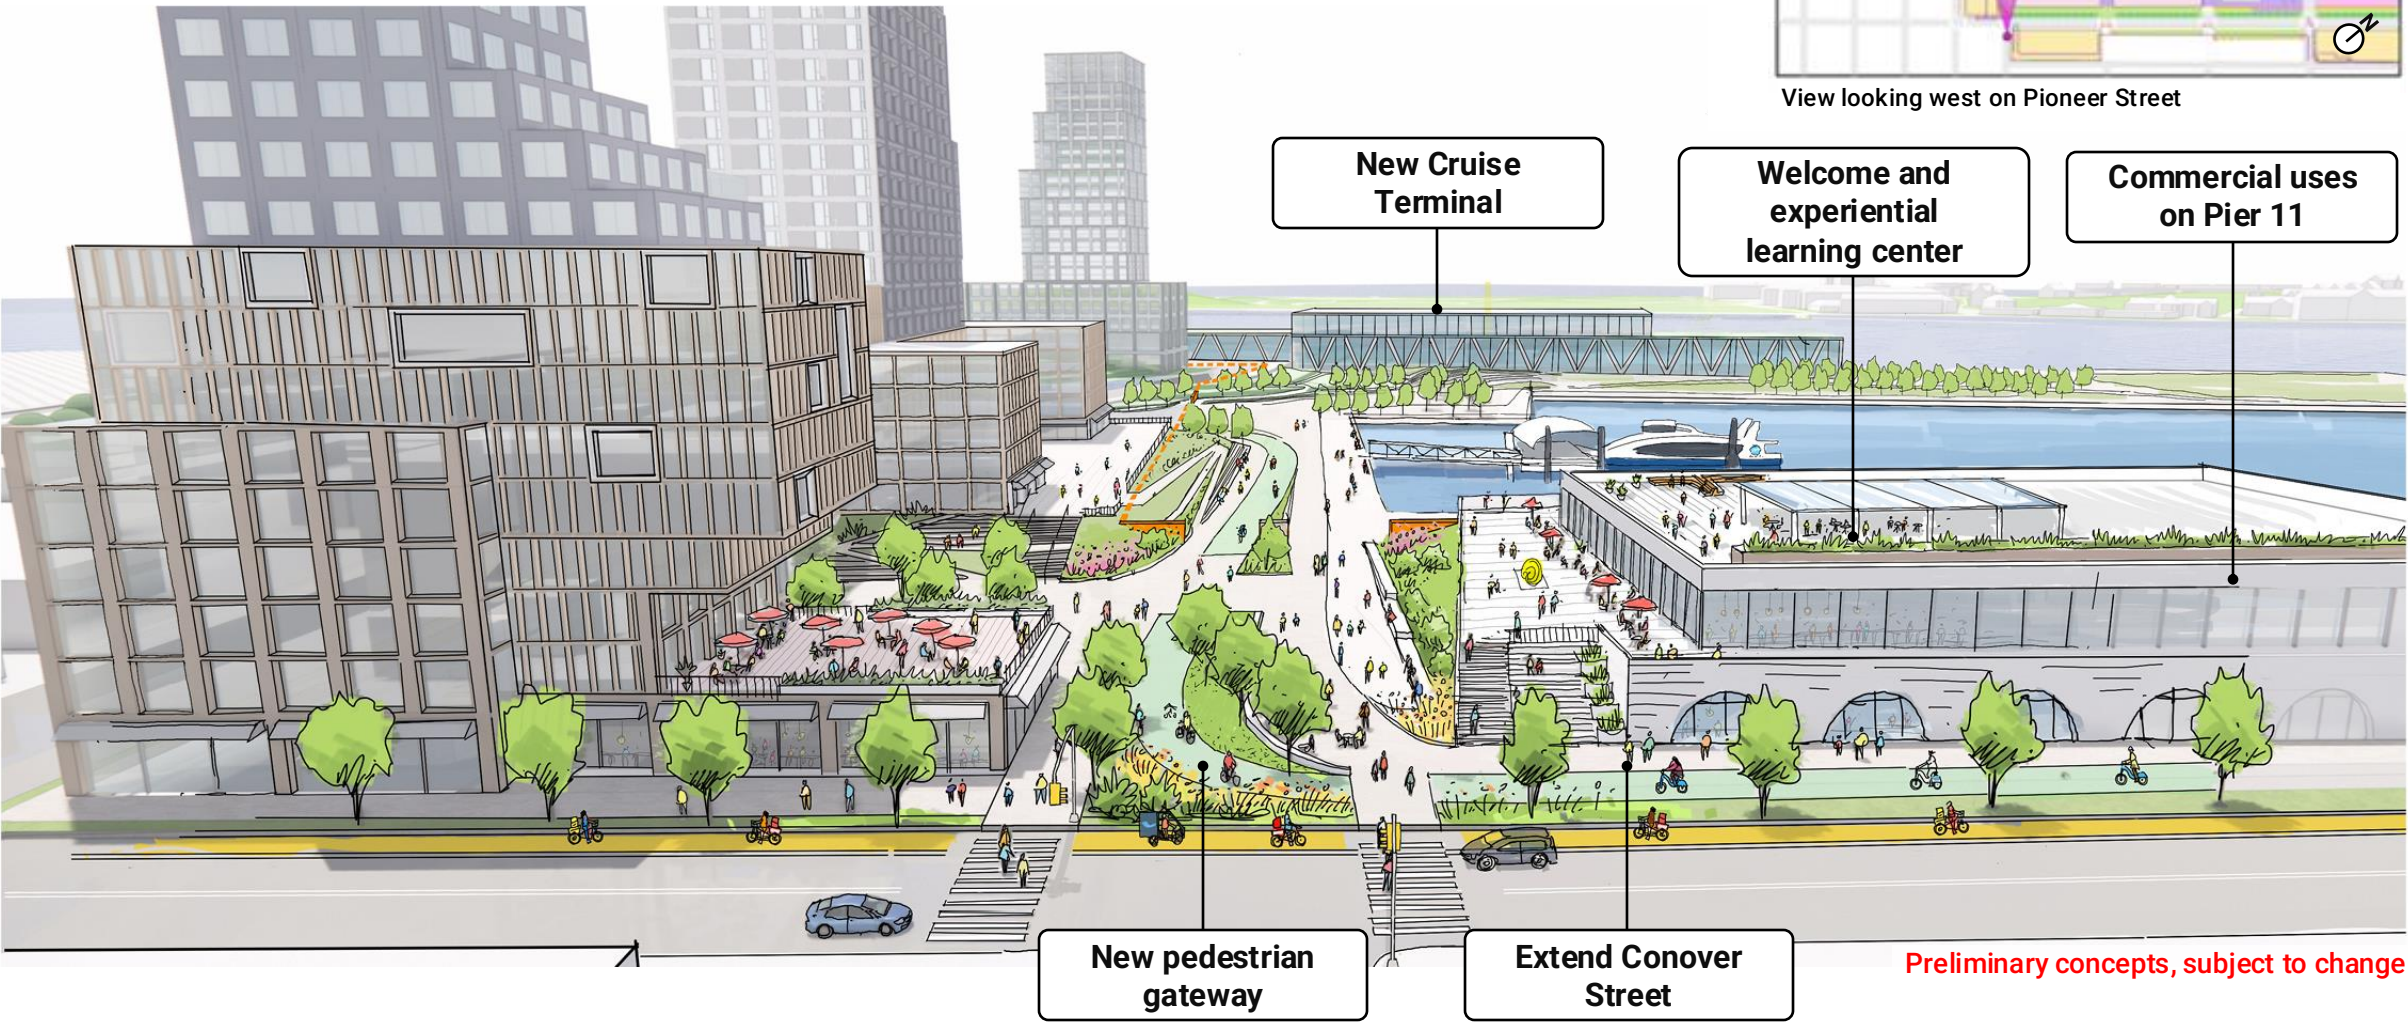 N
View looking west on Pioneer Street
New Cruise
Terminal
Welcome and
experiential
learning center
Commercial uses
on Pier 11
New pedestrian
gateway
Extend Conover
Street
Preliminary concepts, subject to change